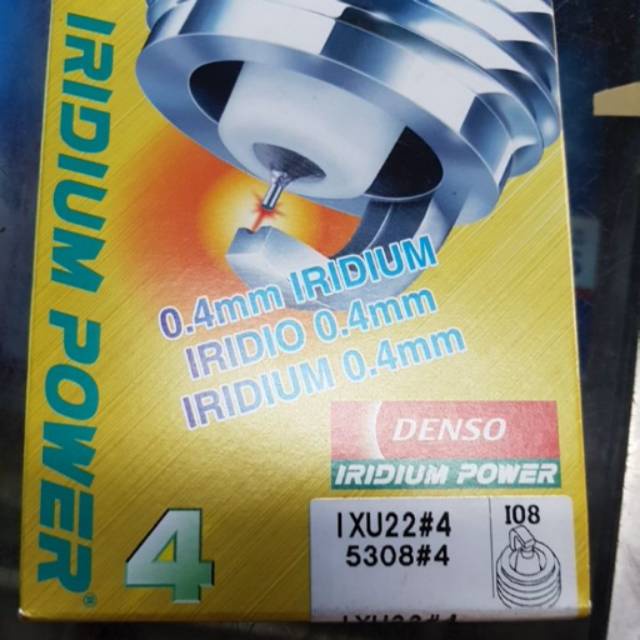 IRIDIUM POWER®
0.4mm IRIDIUM
IRIDIO 0.4mm
IRIDIUM 0.4mm
DENSO
IRIDIUM POWER
4
IXU22#4
5308#4
I08